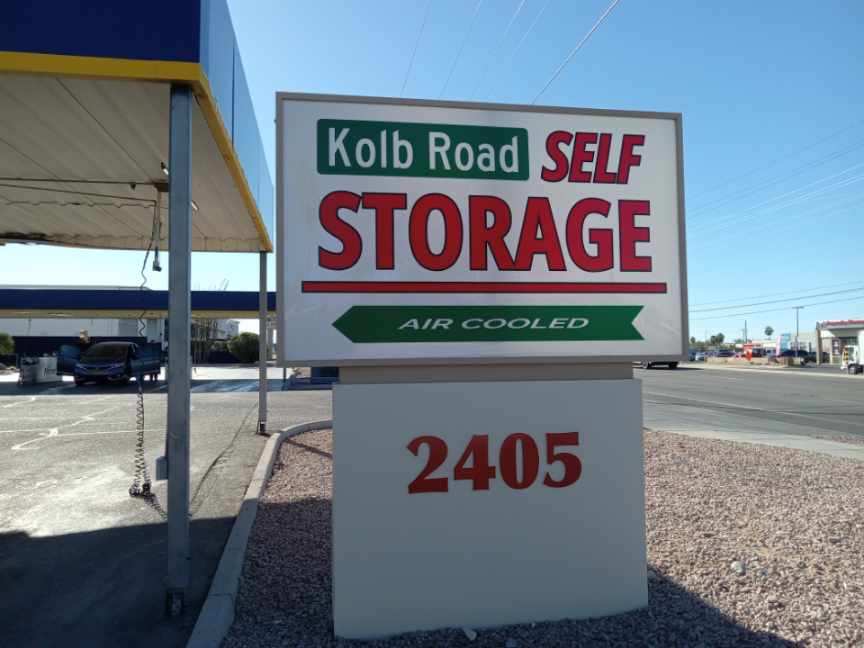 Kolb Road SELF
STORAGE
AIR COOLED
2405